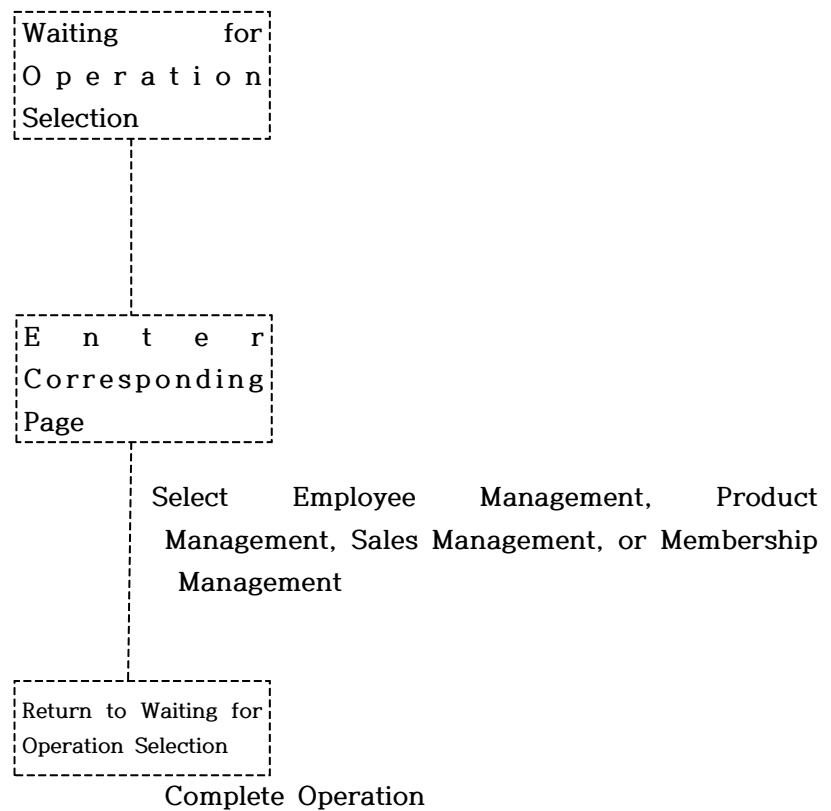 Waiting for
Operation
Selection
Enter
Corresponding
Page
Select Employee Management, Product
Management, Sales Management, or Membership
Management
Return to Waiting for
Operation Selection
Complete Operation